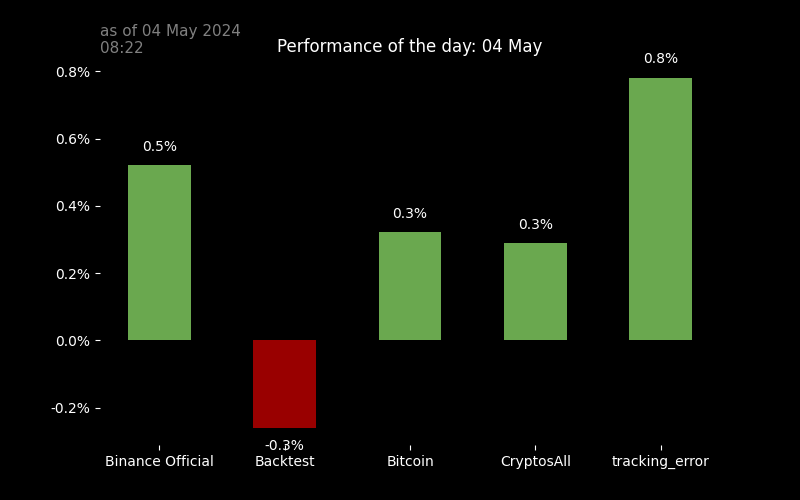 as of 04 May 2024
08:22
Performance of the day: 04 May
0.8%
0.6%
0.4%
0.2%
0.0%
-0.2%
0.5%
-0.3%
0.3%
0.3%
0.8%
Binance Official
Backtest
Bitcoin
CryptosAll
tracking_error